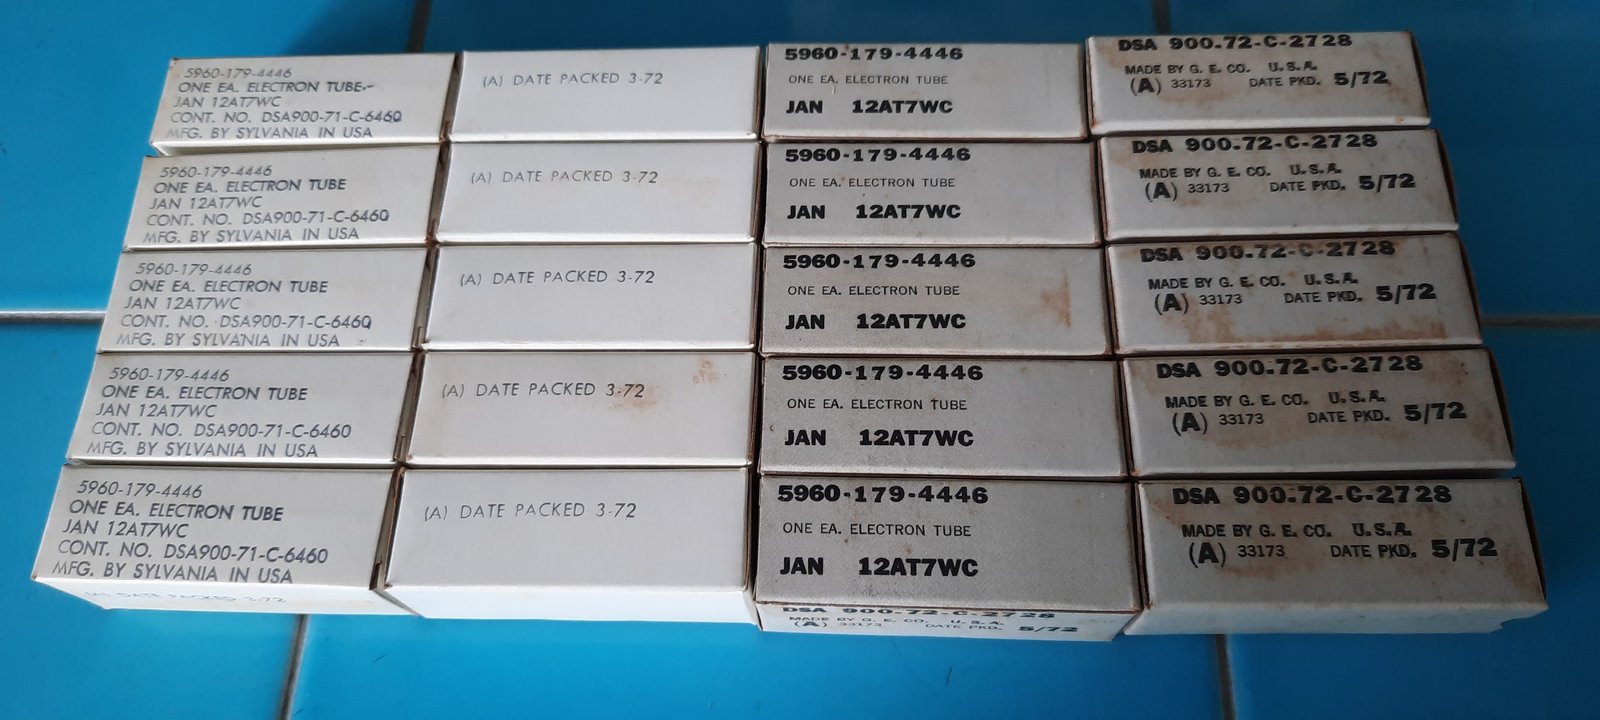 5960-179-4446
ONE EA. ELECTRON TUBE
JAN 12AT7WC
CONT. NO. DSA900-71-C-6460
MFG. BY SYLVANIA IN USA
(A) DATE PACKED 3-72
5960-179-4446
ONE EA. ELECTRON TUBE
JAN 12AT7WC
DSA 900-72-C-2728
MADE BY G. E. CO. U.S.A.
(A) 33173 DATE PKD. 5/72
5960-179-4446
ONE EA. ELECTRON TUBE
JAN 12AT7WC
CONT. NO. DSA900-71-C-6460
MFG. BY SYLVANIA IN USA
(A) DATE PACKED 3-72
5960-179-4446
ONE EA. ELECTRON TUBE
JAN 12AT7WC
DSA 900-72-C-2728
MADE BY G. E. CO. U.S.A.
(A) 33173 DATE PKD. 5/72
5960-179-4446
ONE EA. ELECTRON TUBE
JAN 12AT7WC
CONT. NO. DSA900-71-C-6460
MFG. BY SYLVANIA IN USA
(A) DATE PACKED 3-72
5960-179-4446
ONE EA. ELECTRON TUBE
JAN 12AT7WC
DSA 900-72-C-2728
MADE BY G. E. CO. U.S.A.
(A) 33173 DATE PKD. 5/72
5960-179-4446
ONE EA. ELECTRON TUBE
JAN 12AT7WC
CONT. NO. DSA900-71-C-6460
MFG. BY SYLVANIA IN USA
(A) DATE PACKED 3-72
5960-179-4446
ONE EA. ELECTRON TUBE
JAN 12AT7WC
DSA 900-72-C-2728
MADE BY G. E. CO. U.S.A.
(A) 33173 DATE PKD. 5/72
5960-179-4446
ONE EA. ELECTRON TUBE
JAN 12AT7WC
CONT. NO. DSA900-71-C-6460
MFG. BY SYLVANIA IN USA
(A) DATE PACKED 3-72
(A) DATE PACKED 3-72
5960-179-4446
ONE EA. ELECTRON TUBE
JAN 12AT7WC
DSA 900-72-C-2728
MADE BY G. E. CO. U.S.A.
(A) 33173 DATE PKD. 5/72
DSA 900-72-C-2728
MADE BY G. E. CO. U.S.A.
(A) 33173 DATE PKD. 5/72